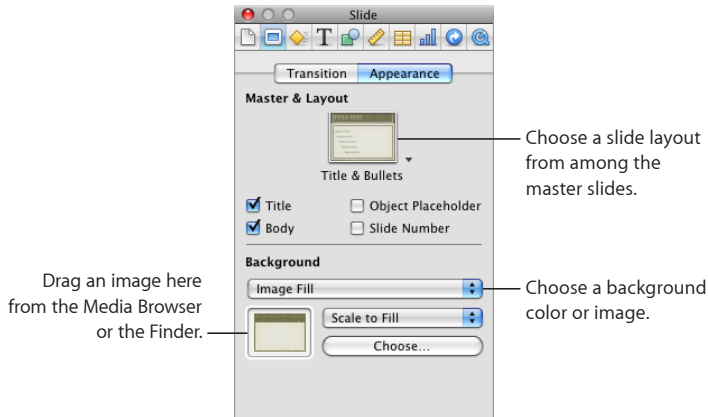 Slide
T
Transition
Appearance
Master & Layout
TITLE TEXT
Title & Bullets
Choose a slide layout
from among the
master slides.
Title
Object Placeholder
Body
Slide Number
Background
Drag an image here
from the Media Browser
or the Finder.
Image Fill
Choose a background
color or image.
Scale to Fill
Choose...